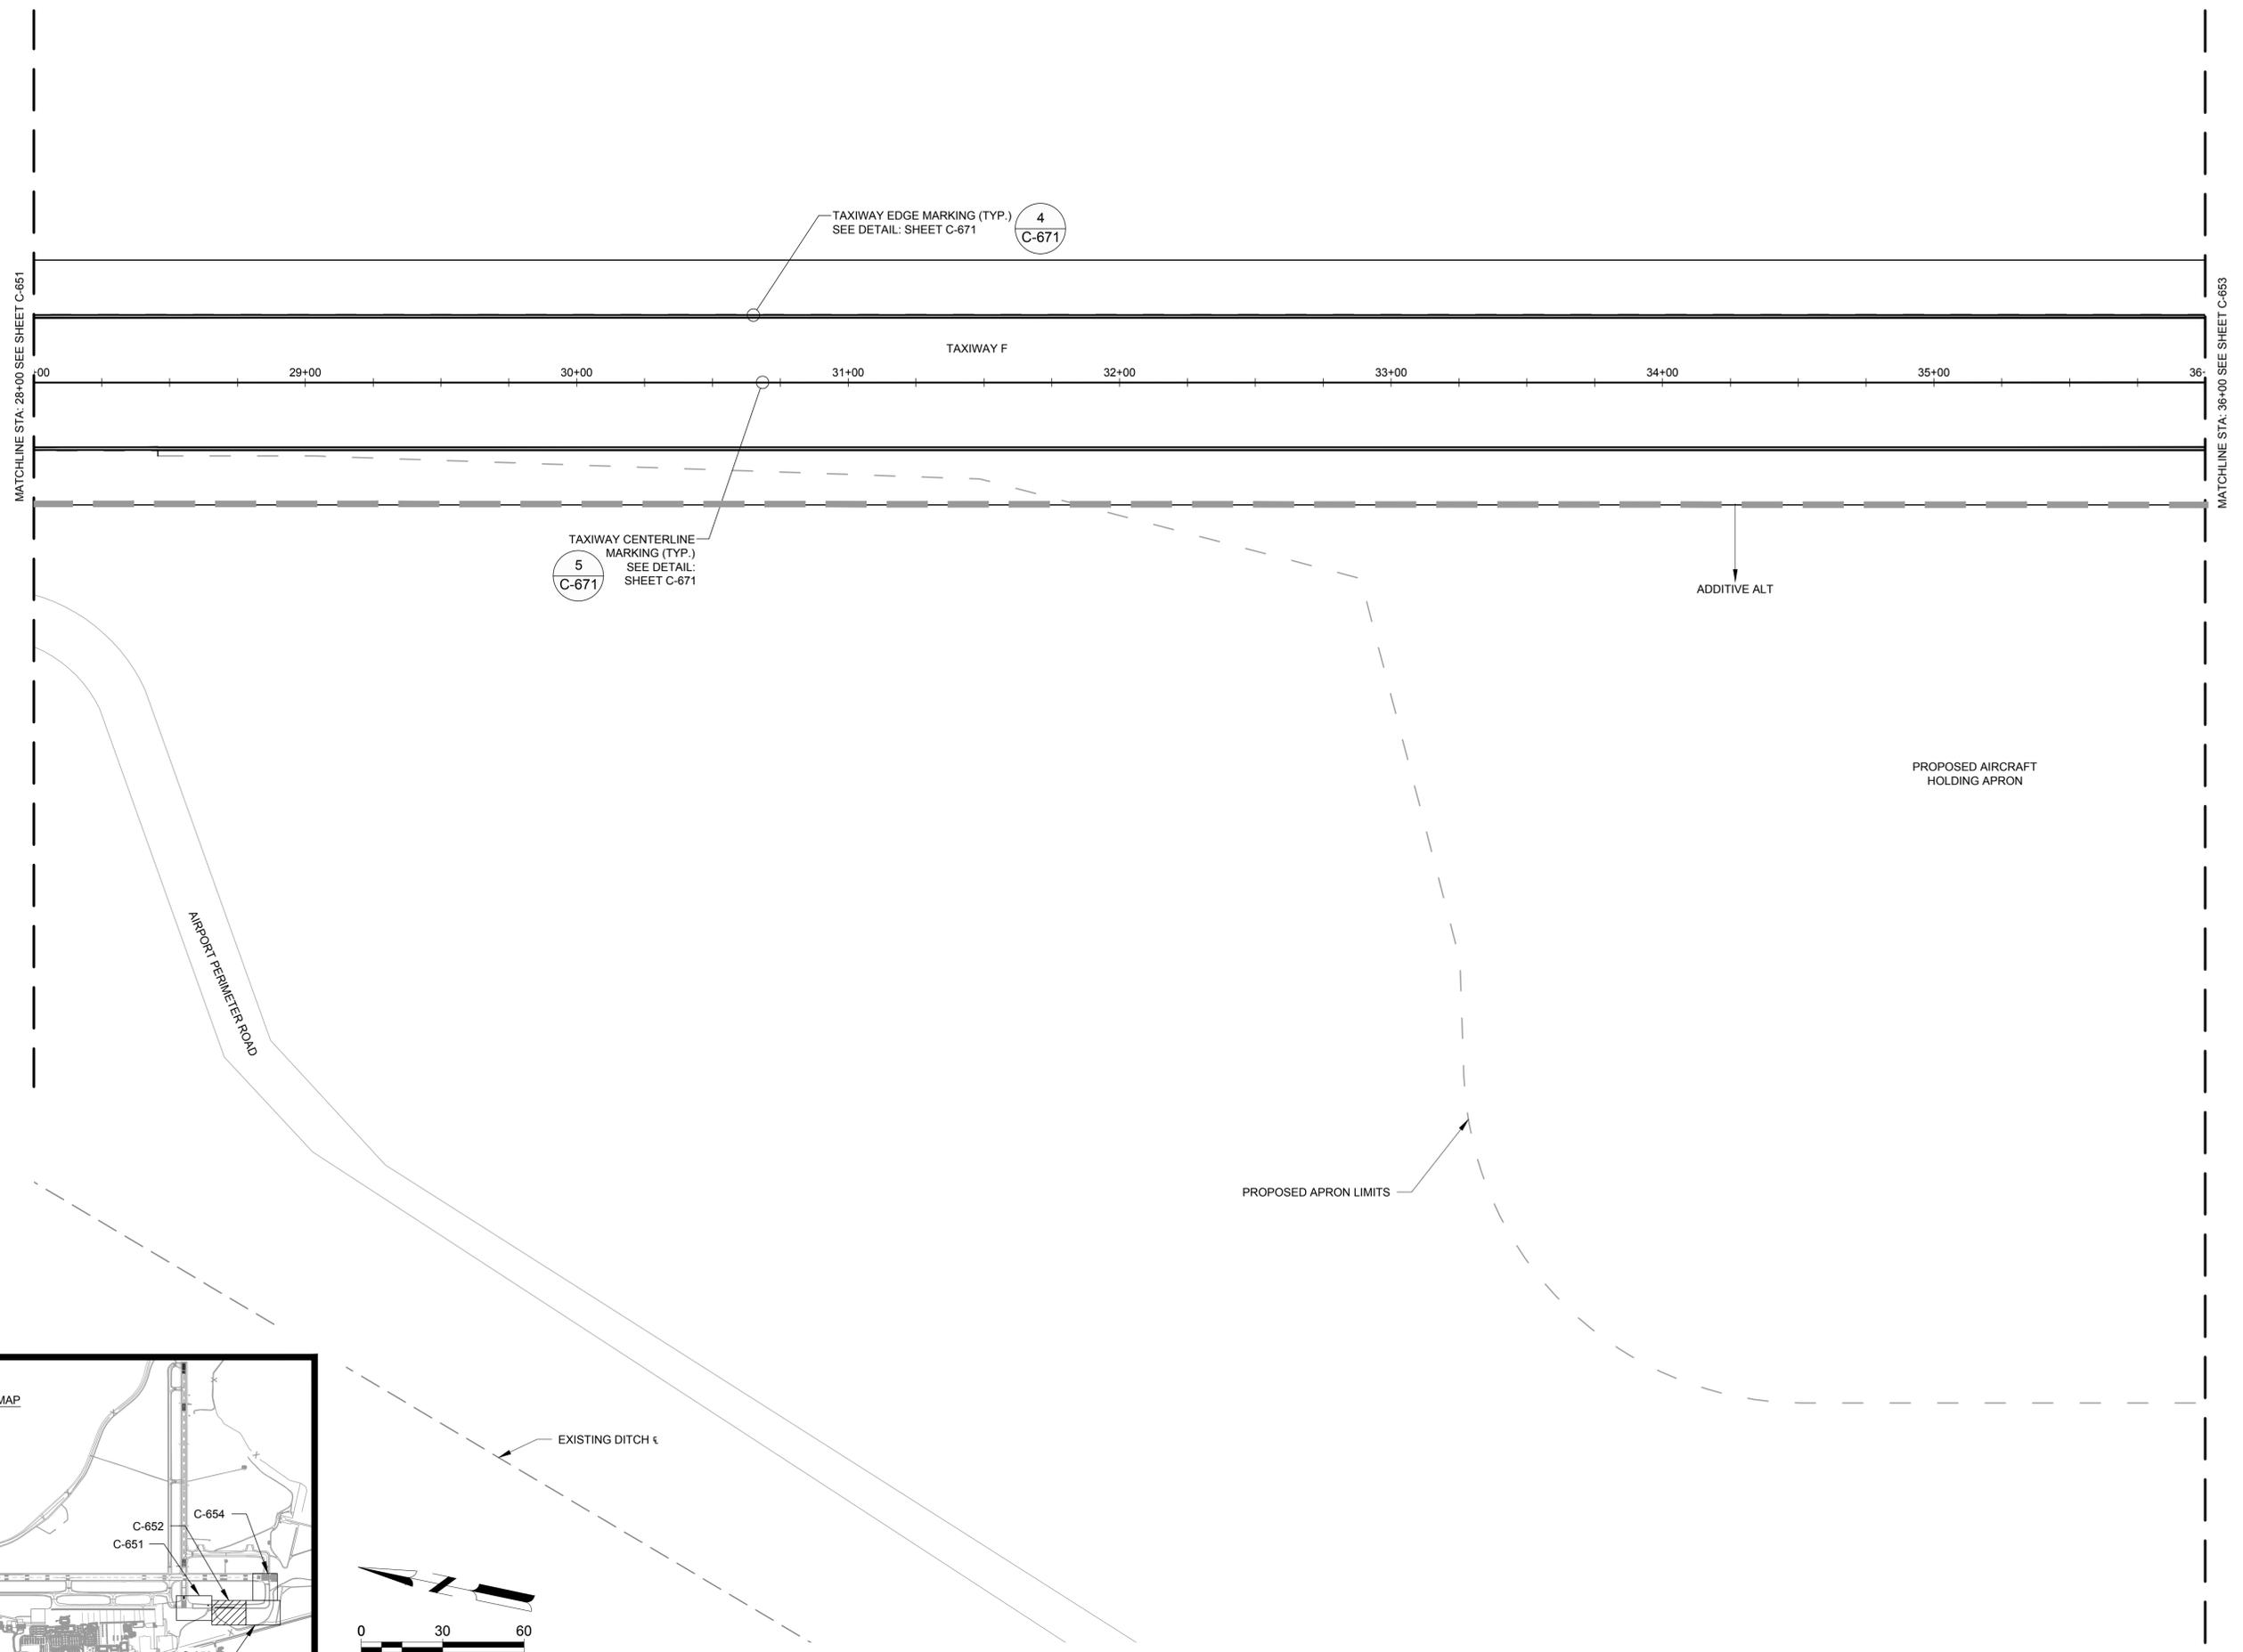 TAXIWAY EDGE MARKING (TYP.)
SEE DETAIL: SHEET C-671
4
C-671
MATCHLINE STA: 28+00 SEE SHEET C-651
MATCHLINE STA: 36+00 SEE SHEET C-653
TAXIWAY F
:00
29+00
30+00
31+00
32+00
33+00
34+00
35+00
36+
TAXIWAY CENTERLINE
MARKING (TYP.)
SEE DETAIL:
SHEET C-671
5
C-671
ADDITIVE ALT
PROPOSED AIRCRAFT
HOLDING APRON
AIRPORT PERIMETER ROAD
PROPOSED APRON LIMITS
EXISTING DITCH ℄
MAP
C-654
C-652
C-651
0 30 60